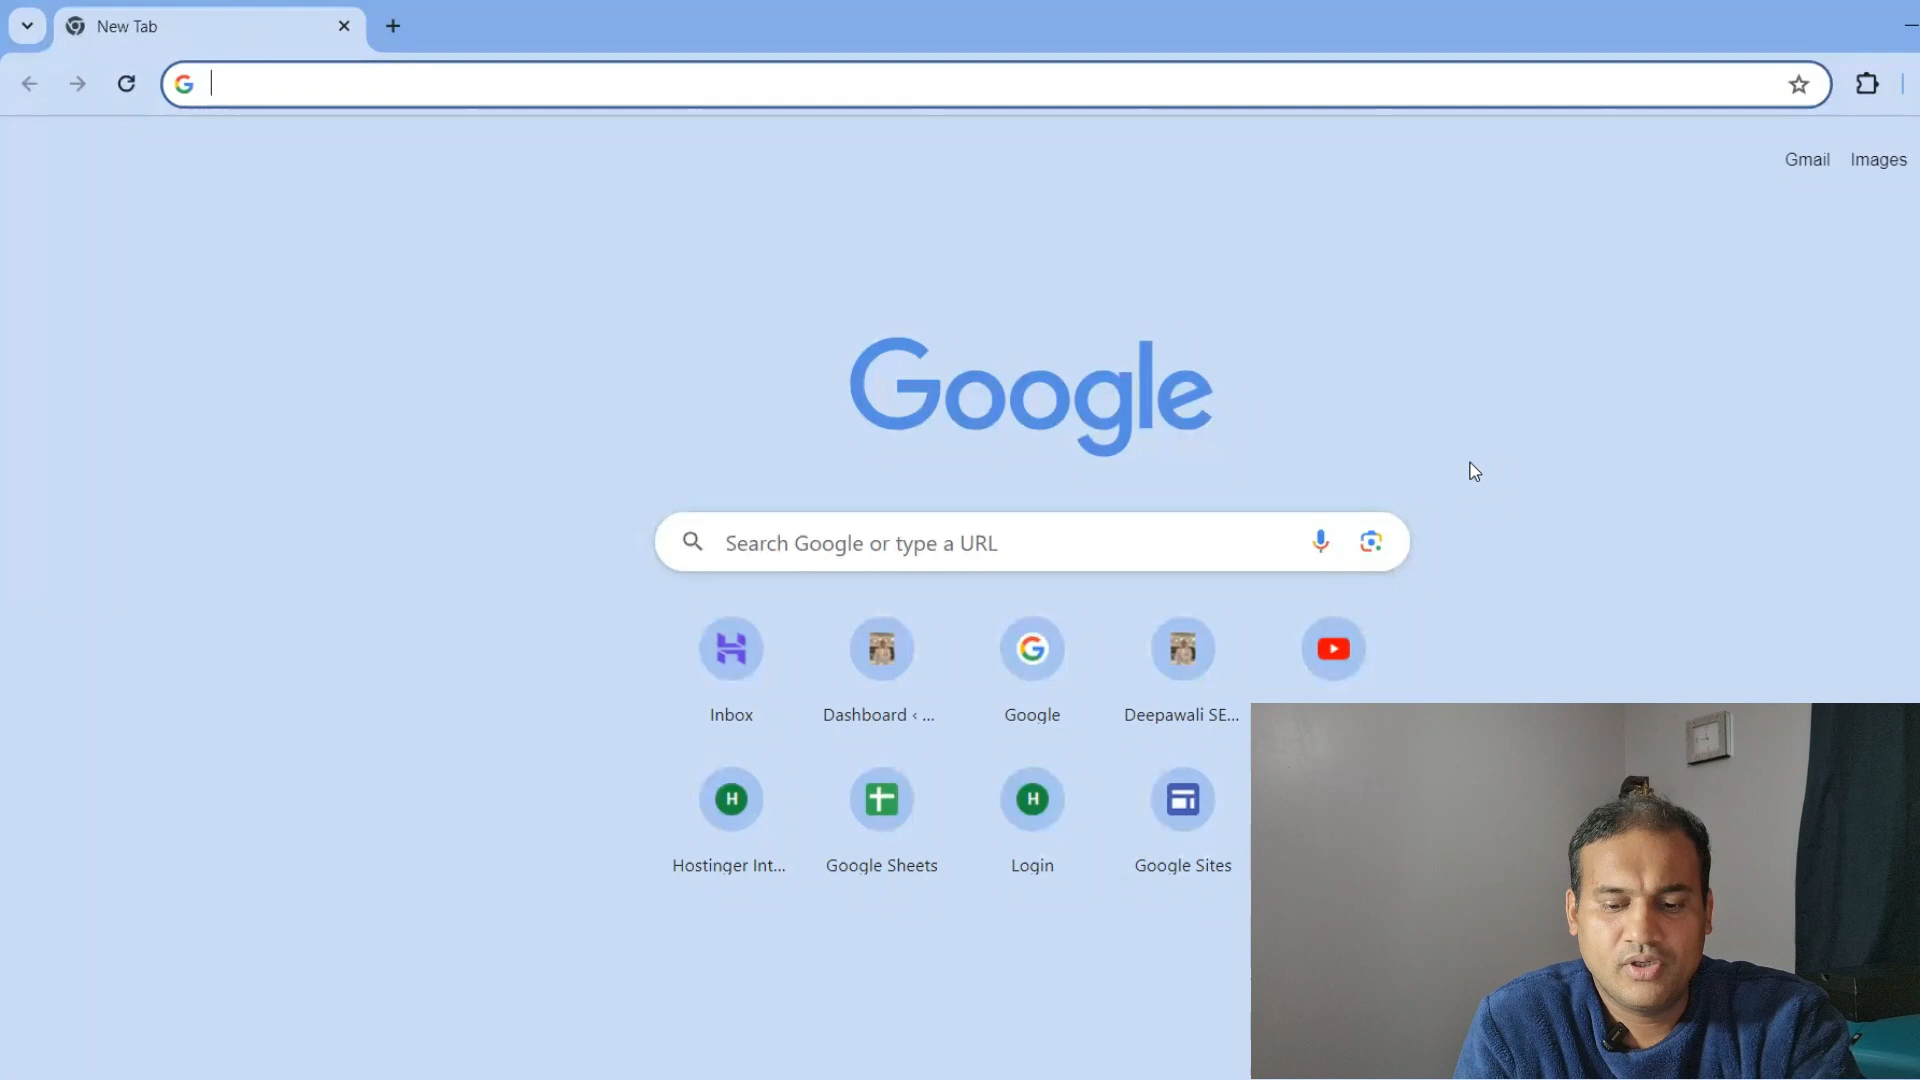 New Tab
Gmail Images
Google
Search Google or type a URL
Inbox
Dashboard ‹ ...
Google
Deepawali SE...
H
H
Hostinger Int...
Google Sheets
Login
Google Sites